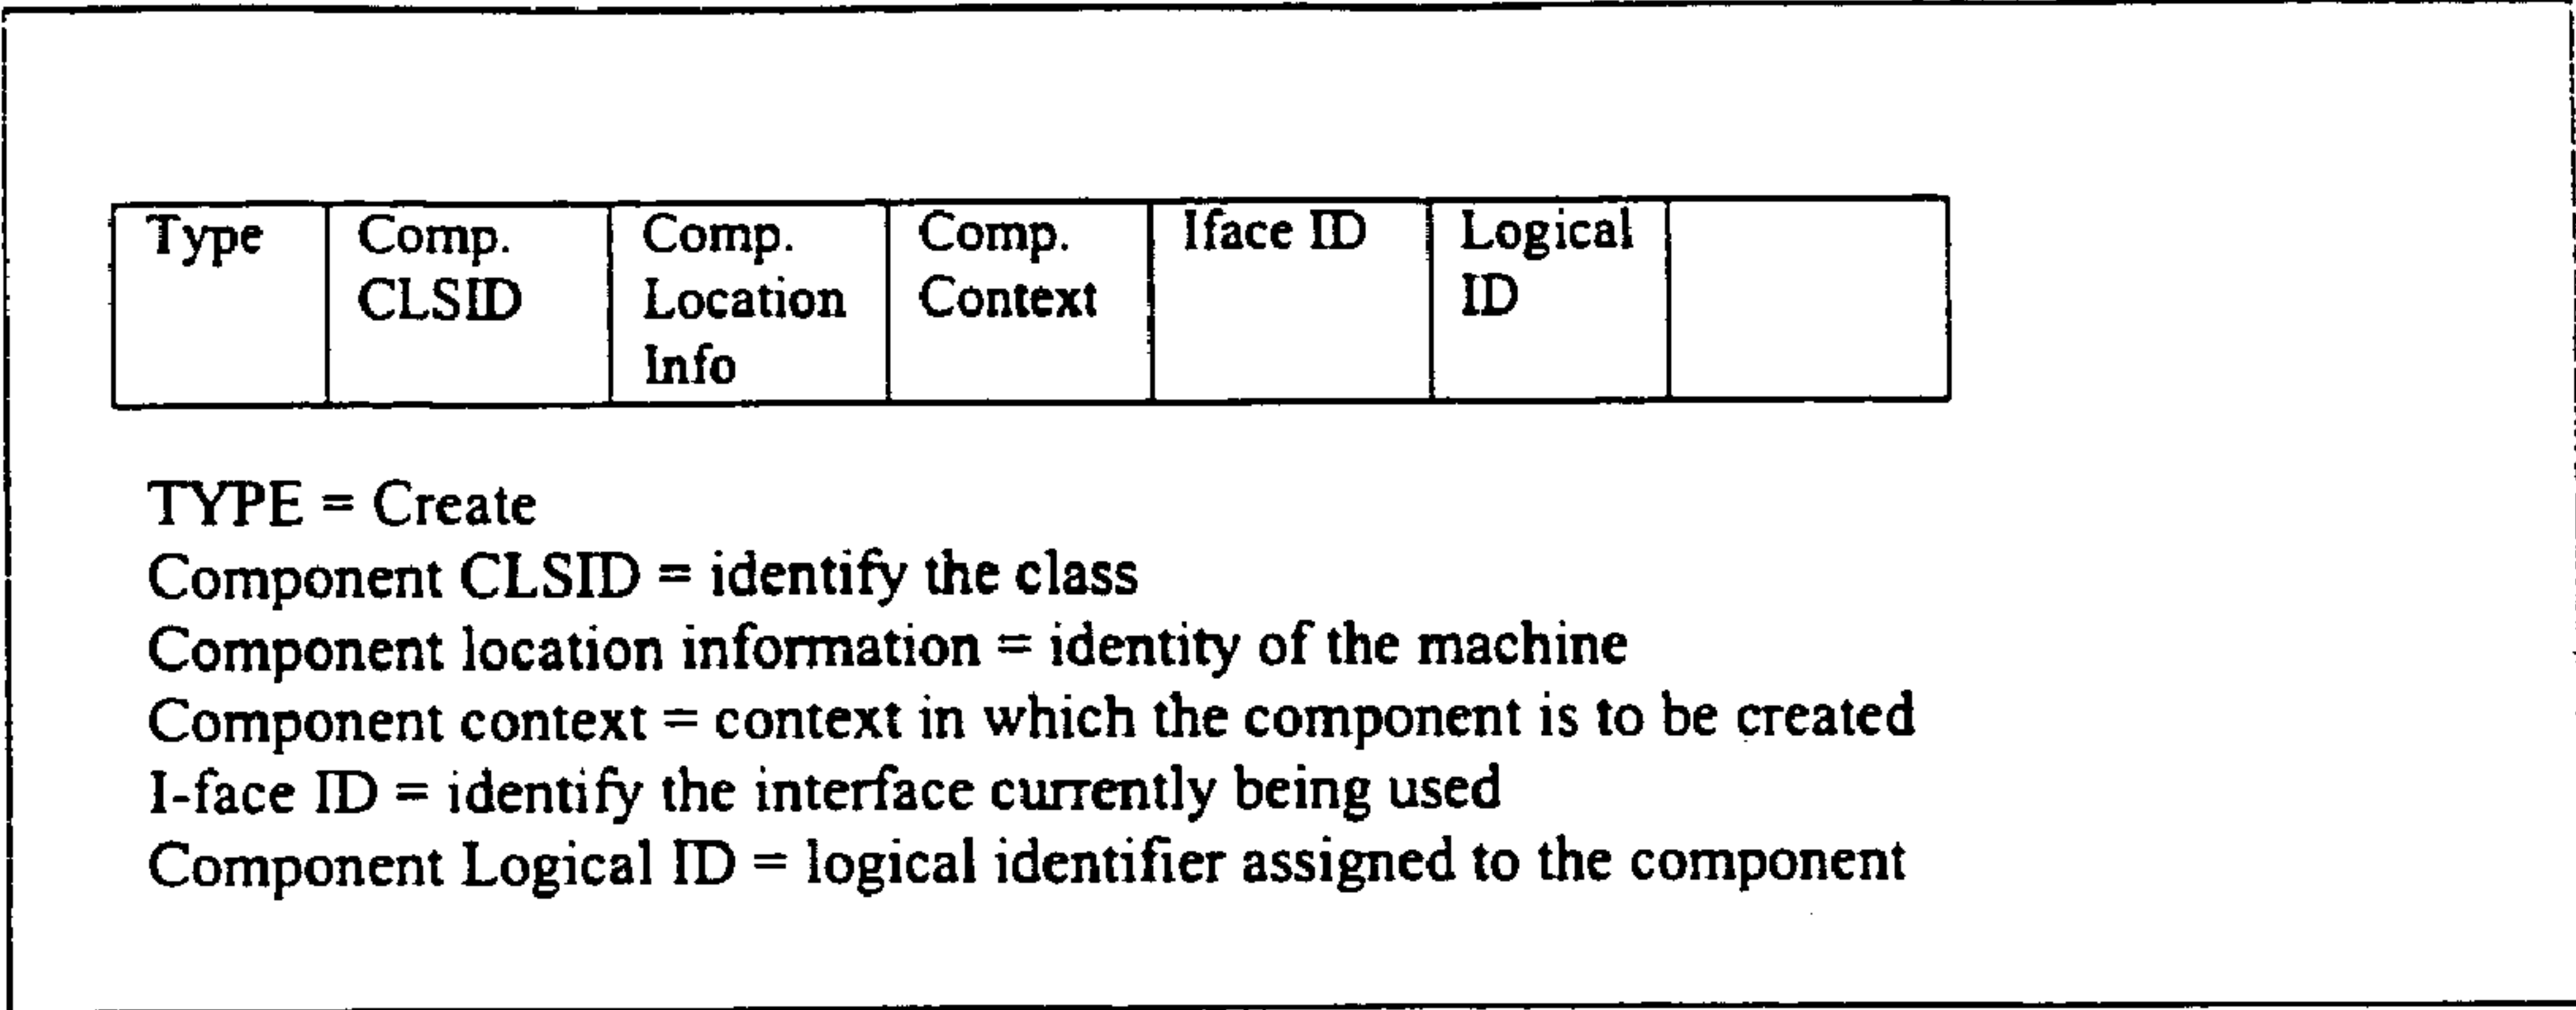 Type
Comp.
CLSID
Comp.
Location
Info
Comp.
Context
Iface ID
Logical
ID
TYPE = Create
Component CLSID = identify the class
Component location information = identity of the machine
Component context = context in which the component is to be created
I-face ID = identify the interface currently being used
Component Logical ID = logical identifier assigned to the component